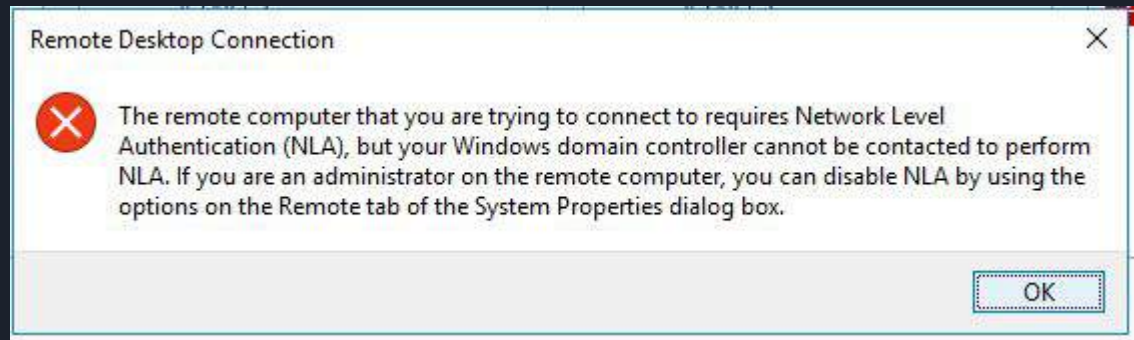 Remote Desktop Connection
The remote computer that you are trying to connect to requires Network Level
Authentication (NLA), but your Windows domain controller cannot be contacted to perform
NLA. If you are an administrator on the remote computer, you can disable NLA by using the
options on the Remote tab of the System Properties dialog box.
OK